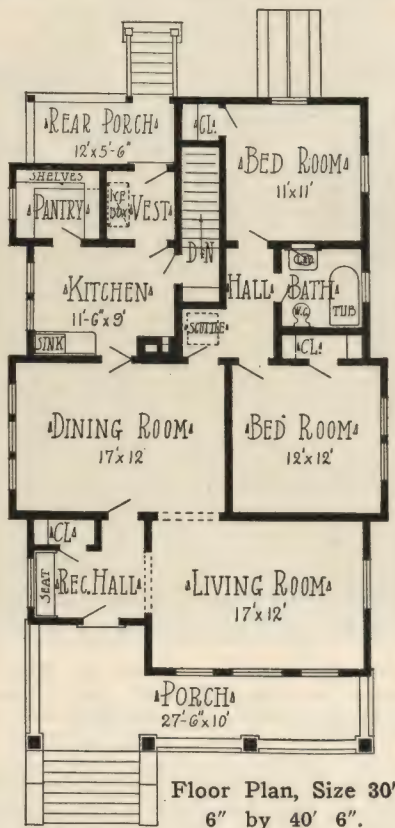 REAR PORCH
12'x5'-6"
CL.
BED ROOM
11'x11'
SHELVES
PANTRY
ICE
BOX
VEST
DN
KITCHEN
11'-6"x9'
HALL
BATH
W.C.
TUB
SINK
SCUTTLE
CL.
DINING ROOM
17'x12'
BED ROOM
12'x12'
CL
SEAT
REC. HALL
LIVING ROOM
17'x12'
PORCH
27'-6"x10'
Floor Plan, Size 30'
6" by 40' 6".